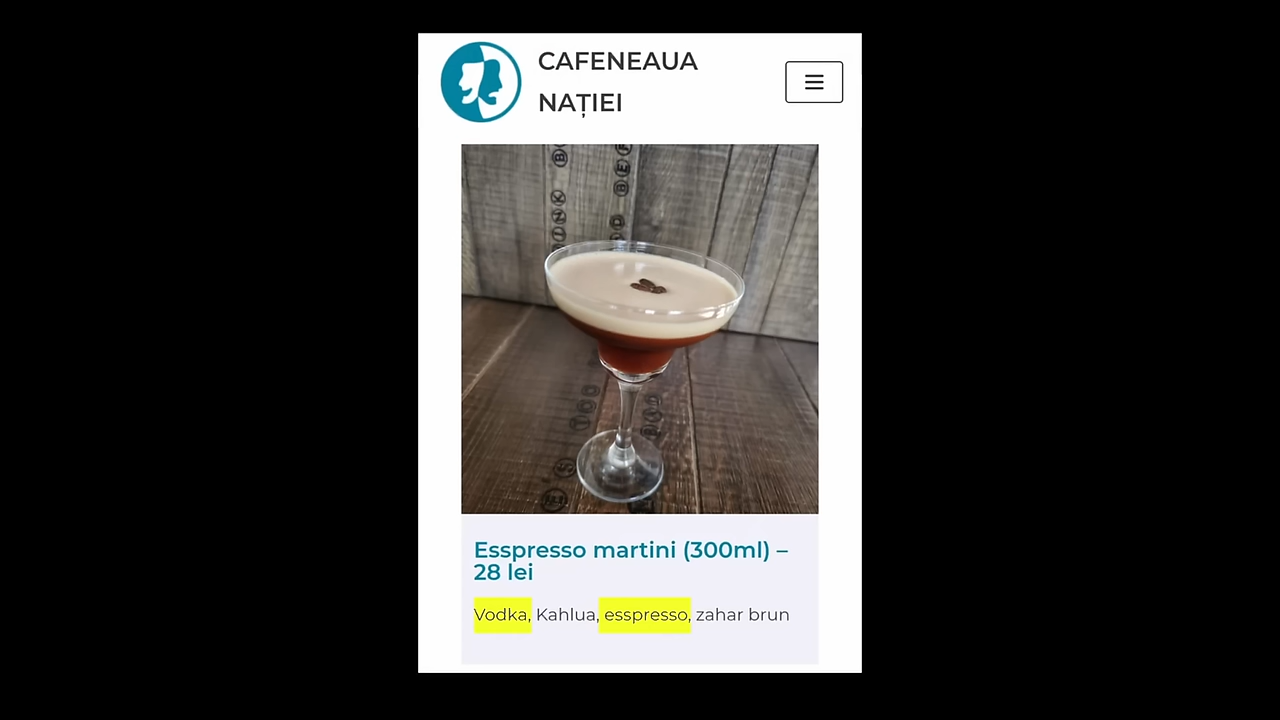 CAFENEAUA
NAȚIEI
Esspresso martini (300ml) –
28 lei
Vodka, Kahlua, esspresso, zahar brun